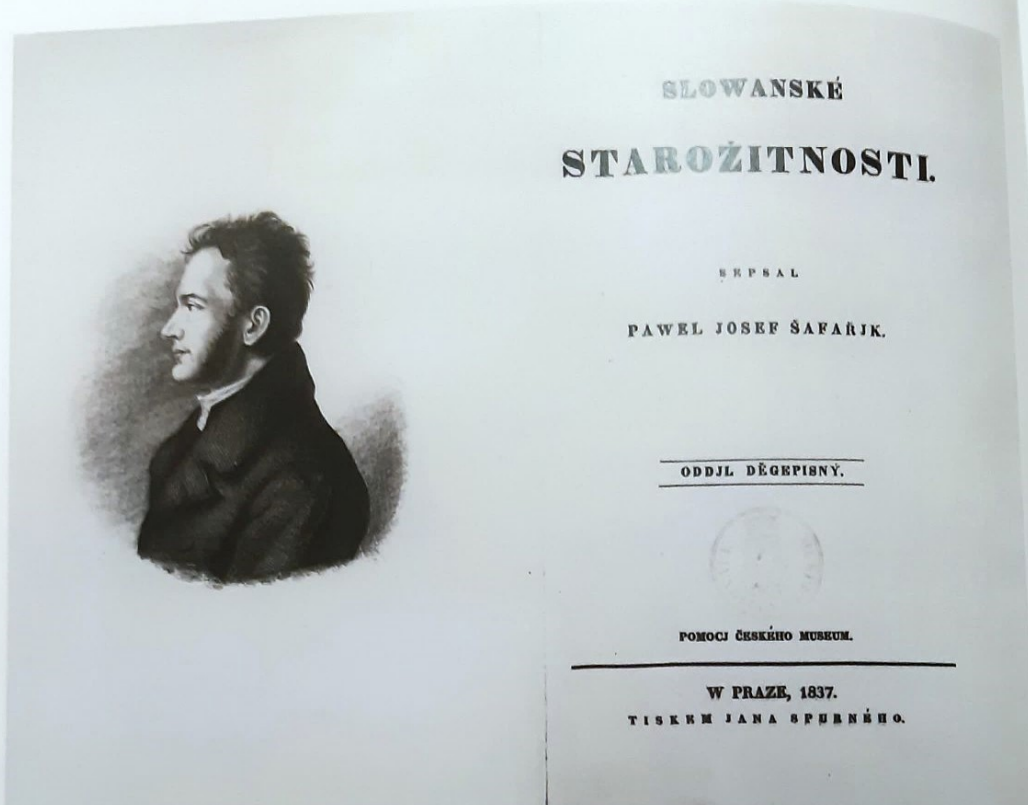 SLOWANSKÉ
STAROŽITNOSTI.
SEPSAL
PAWEL JOSEF ŠAFAŘJK.
ODDJL DĚGEPISNÝ.
POMOCJ ČESKÉHO MUSEUM.
W PRAZE, 1837.
TISKEM JANA SPURNÉHO.